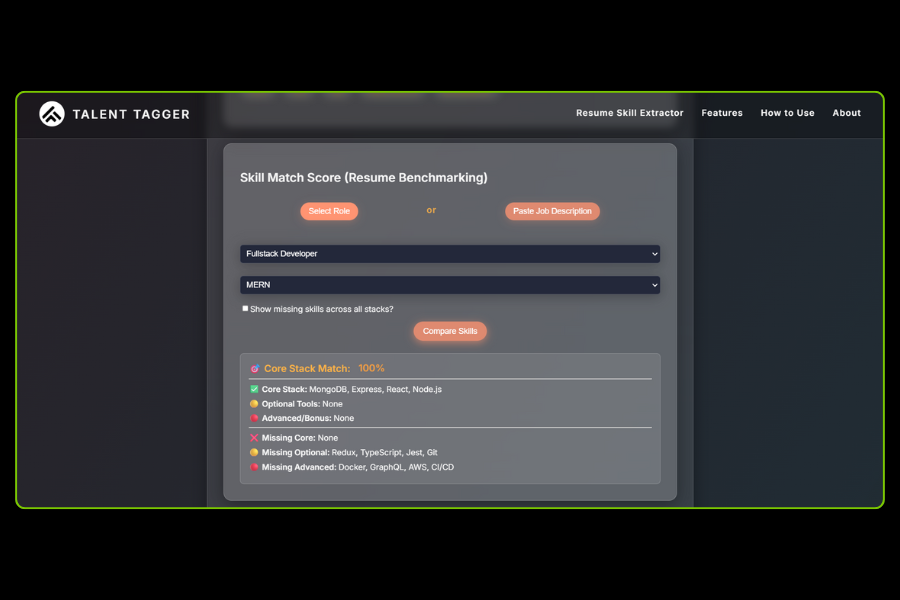 TALENT TAGGER
Resume Skill Extractor Features How to Use About
Skill Match Score (Resume Benchmarking)
Select Role or Paste Job Description
Fullstack Developer
MERN
Show missing skills across all stacks?
Compare Skills
Core Stack Match: 100%
Core Stack: MongoDB, Express, React, Node.js
Optional Tools: None
Advanced/Bonus: None
Missing Core: None
Missing Optional: Redux, TypeScript, Jest, Git
Missing Advanced: Docker, GraphQL, AWS, CI/CD